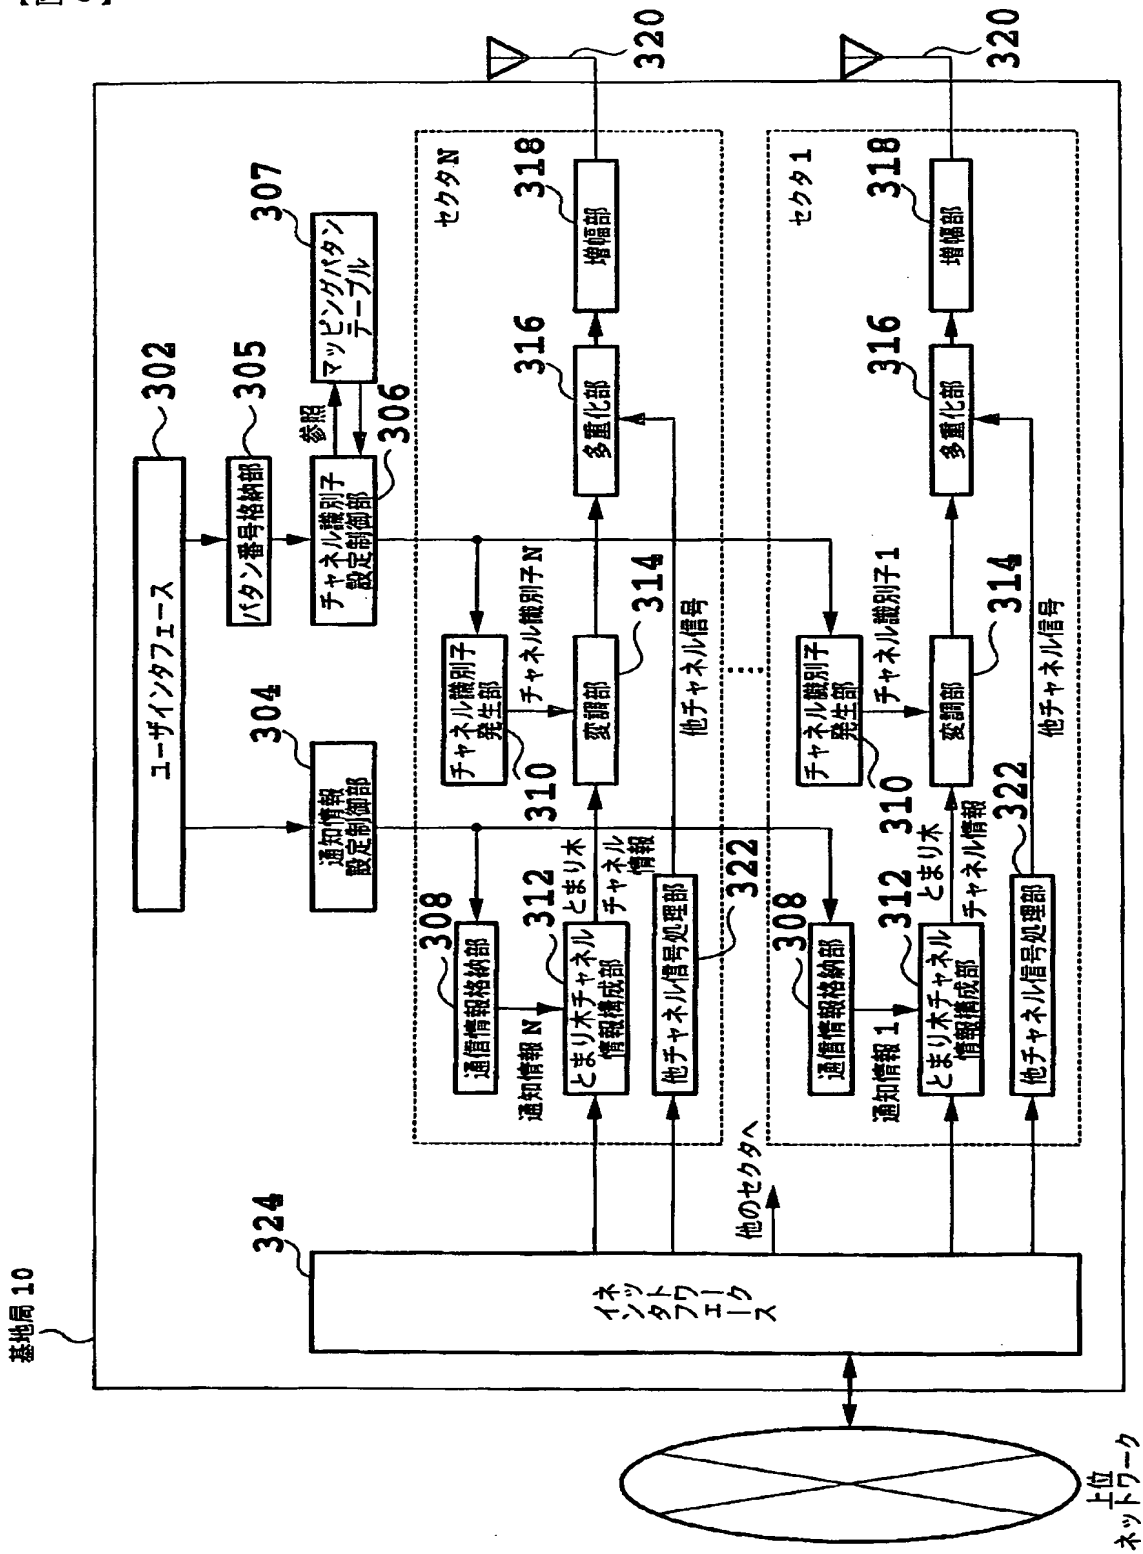 基地局10
上位
ネットワーク
324
ネットワーク
インタフェース
他のセクタへ
ユーザインタフェース
302
通知情報
設定制御部
304
パタン番号格納部
305
チャネル識別子
設定制御部
306
参照
マッピングパタン
テーブル
307
セクタN
通信情報格納部
308
通知情報N
とまり木チャネル
情報構成部
312
とまり木
チャネル
情報
他チャネル信号処理部
322
チャネル識別子
発生部
310
チャネル識別子N
変調部
314
他チャネル信号
多重化部
316
増幅部
318
320
セクタ1
通信情報格納部
308
通知情報1
とまり木チャネル
情報構成部
312
とまり木
チャネル情報
他チャネル信号処理部
322
チャネル識別子
発生部
310
チャネル識別子1
変調部
314
他チャネル信号
多重化部
316
増幅部
318
320